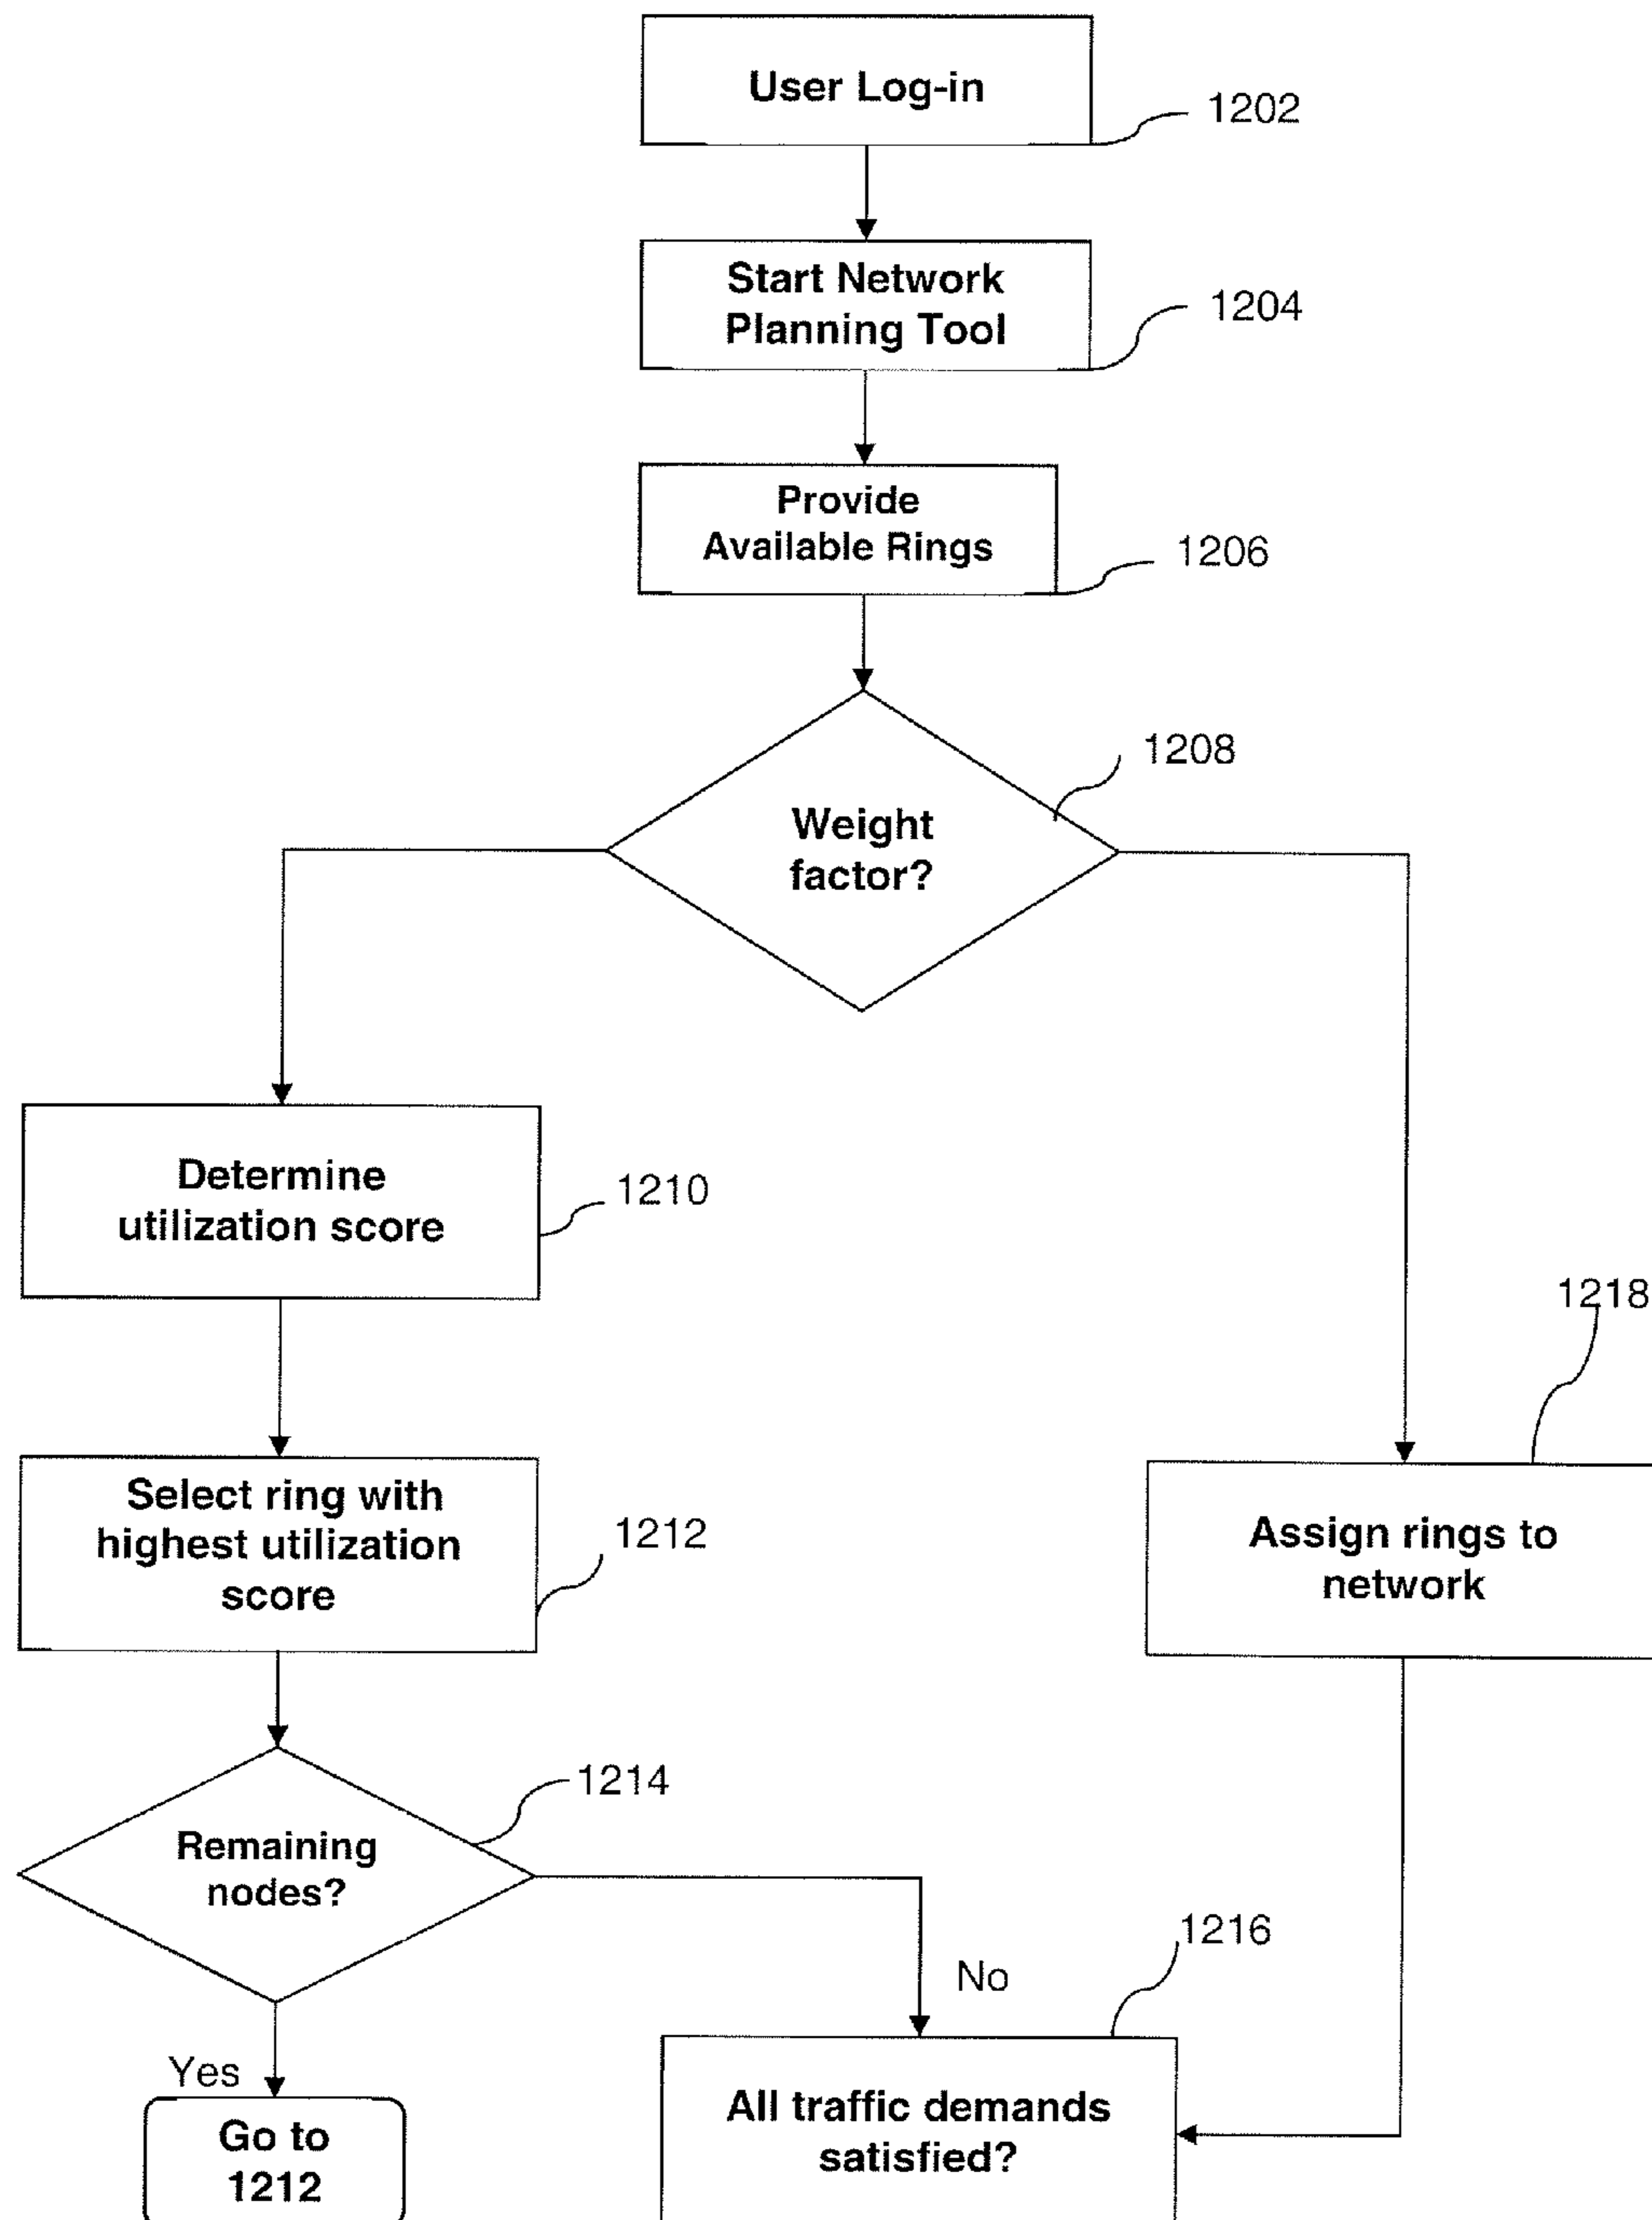 User Log-in
1202
Start Network
Planning Tool
1204
Provide
Available Rings
1206
1208
Weight
factor?
Determine
utilization score
1210
1218
Select ring with
highest utilization
score
1212
Assign rings to
network
1214
Remaining
nodes?
1216
No
Yes
Go to
1212
All traffic demands
satisfied?